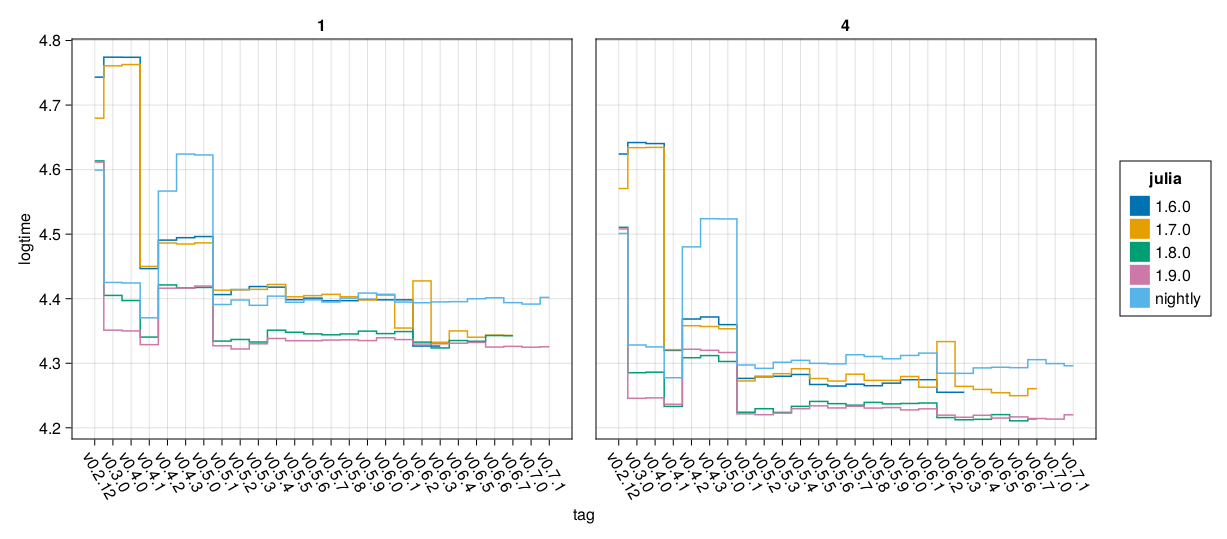 1
4
4.8
4.7
4.6
4.5
4.4
4.3
4.2
logtime
v0.2.12
v0.3.0
v0.4.0
v0.4.1
v0.4.2
v0.4.3
v0.5.0
v0.5.1
v0.5.2
v0.5.3
v0.5.4
v0.5.5
v0.5.6
v0.5.7
v0.5.8
v0.5.9
v0.6.0
v0.6.1
v0.6.2
v0.6.3
v0.6.4
v0.6.5
v0.6.6
v0.6.7
v0.7.0
v0.7.1
v0.2.12
v0.3.0
v0.4.0
v0.4.1
v0.4.2
v0.4.3
v0.5.0
v0.5.1
v0.5.2
v0.5.3
v0.5.4
v0.5.5
v0.5.6
v0.5.7
v0.5.8
v0.5.9
v0.6.0
v0.6.1
v0.6.2
v0.6.3
v0.6.4
v0.6.5
v0.6.6
v0.6.7
v0.7.0
v0.7.1
tag
julia
1.6.0
1.7.0
1.8.0
1.9.0
nightly